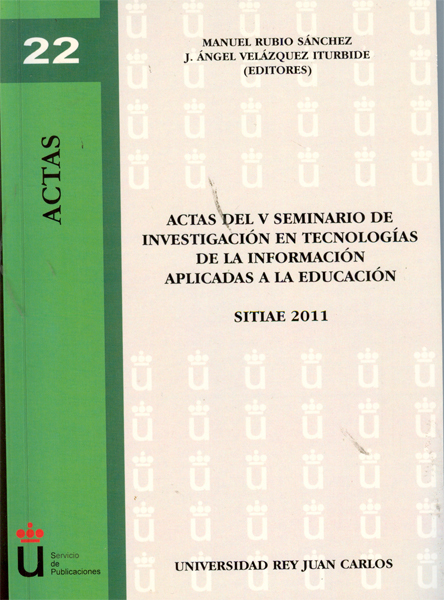 22
ACTAS
MANUEL RUBIO SÁNCHEZ
J. ÁNGEL VELÁZQUEZ ITURBIDE
(EDITORES)
ACTAS DEL V SEMINARIO DE
INVESTIGACIÓN EN TECNOLOGÍAS
DE LA INFORMACIÓN
APLICADAS A LA EDUCACIÓN
SITIAE 2011
u
Servicio
de
Publicaciones
UNIVERSIDAD REY JUAN CARLOS